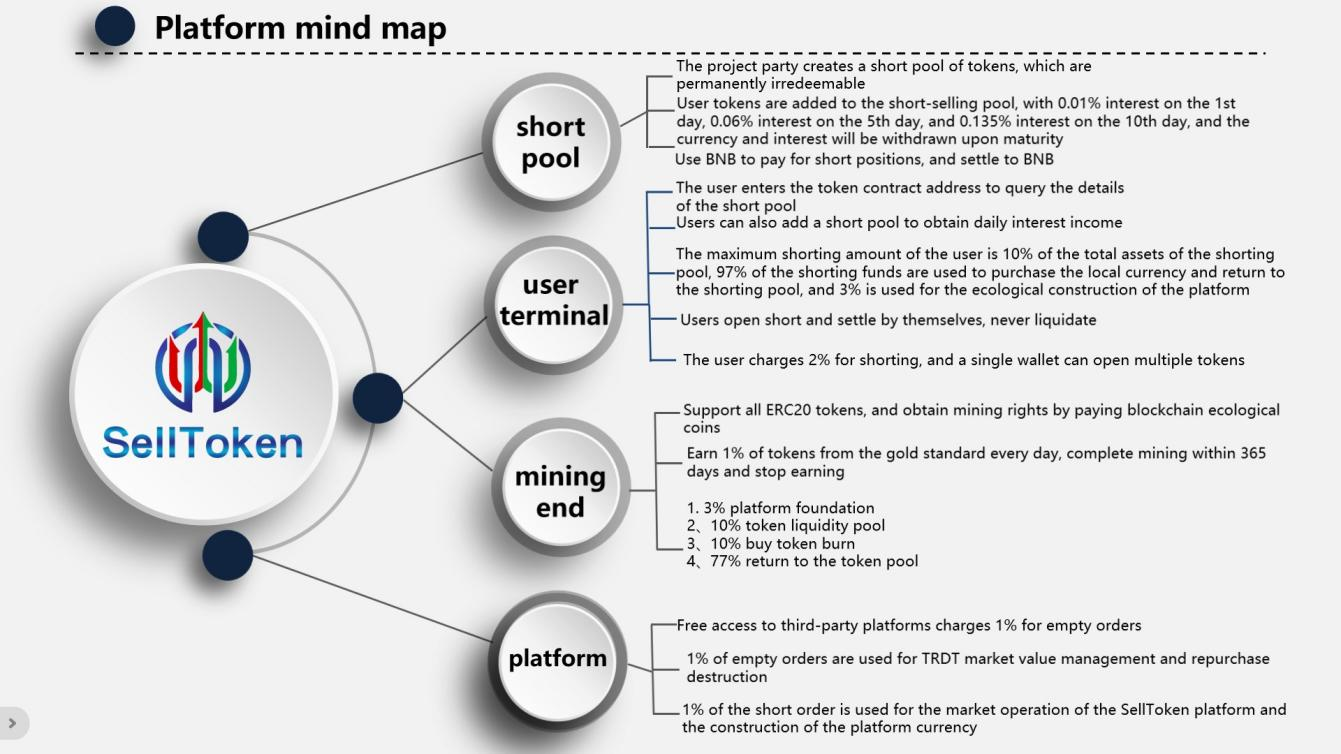 Platform mind map
short
pool
The project party creates a short pool of tokens, which are
permanently irredeemable
User tokens are added to the short-selling pool, with 0.01% interest on the 1st
day, 0.06% interest on the 5th day, and 0.135% interest on the 10th day, and the
currency and interest will be withdrawn upon maturity
Use BNB to pay for short positions, and settle to BNB
SellToken
user
terminal
The user enters the token contract address to query the details
of the short pool
Users can also add a short pool to obtain daily interest income
The maximum shorting amount of the user is 10% of the total assets of the shorting
pool, 97% of the shorting funds are used to purchase the local currency and return to
the shorting pool, and 3% is used for the ecological construction of the platform
Users open short and settle by themselves, never liquidate
The user charges 2% for shorting, and a single wallet can open multiple tokens
mining
end
Support all ERC20 tokens, and obtain mining rights by paying blockchain ecological
coins
Earn 1% of tokens from the gold standard every day, complete mining within 365
days and stop earning
1. 3% platform foundation
2、10% token liquidity pool
3、10% buy token burn
4、77% return to the token pool
platform
Free access to third-party platforms charges 1% for empty orders
1% of empty orders are used for TRDT market value management and repurchase
destruction
1% of the short order is used for the market operation of the SellToken platform and
the construction of the platform currency